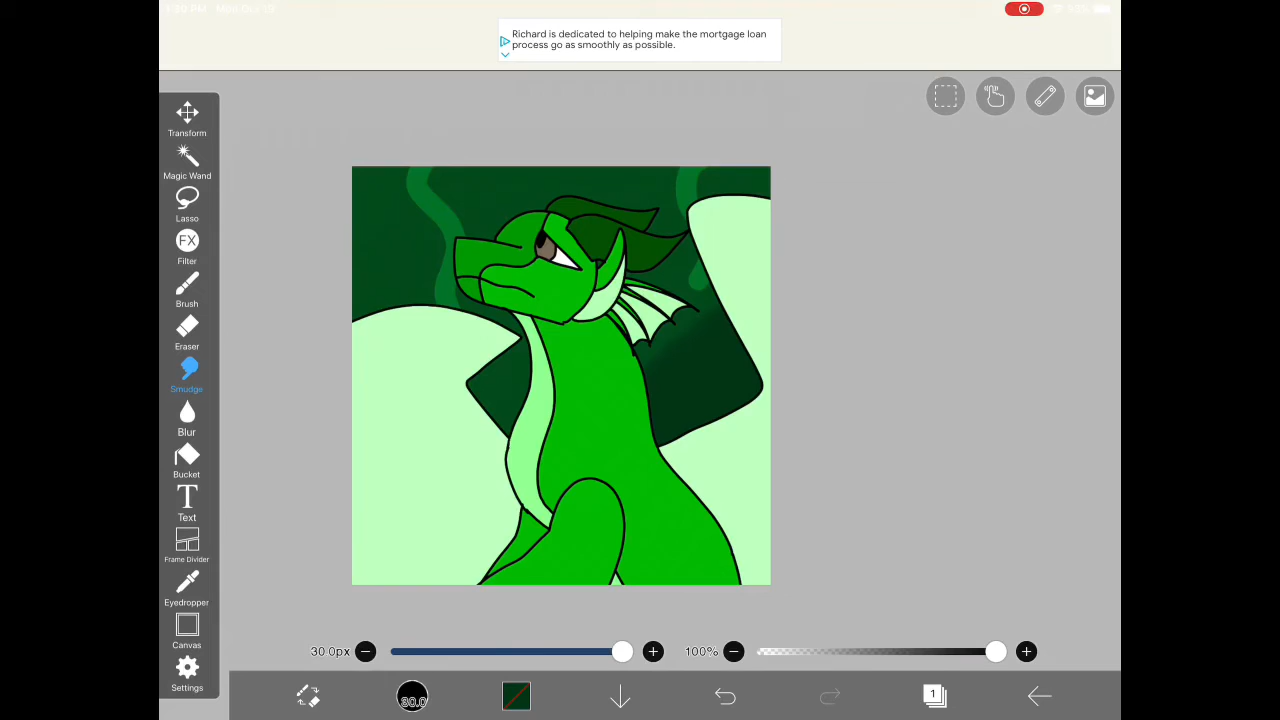 Richard is dedicated to helping make the mortgage loan
process go as smoothly as possible.
Transform
Magic Wand
Lasso
FX
Filter
Brush
Eraser
Smudge
Blur
Bucket
T
Text
Frame Divider
Eyedropper
Canvas
Settings
30.0px
100%
30.0
1